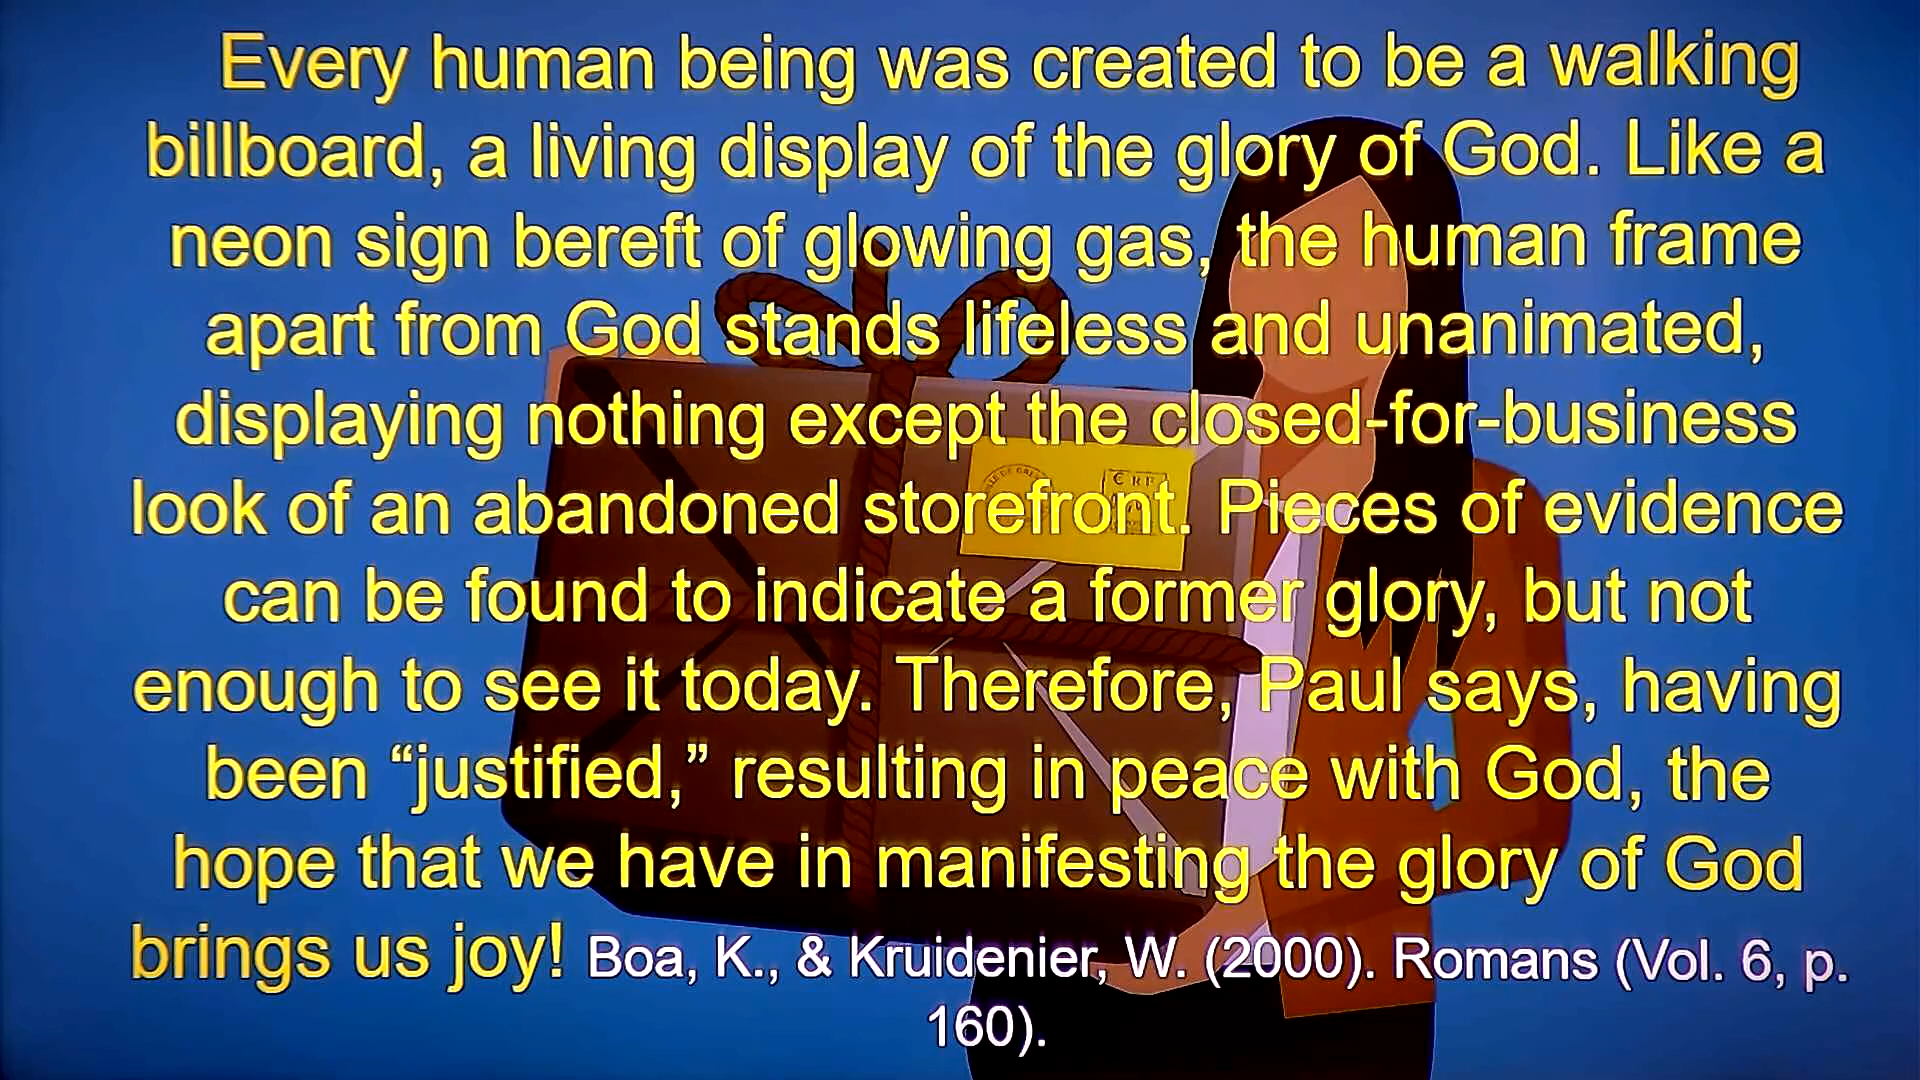 Every human being was created to be a walking
billboard, a living display of the glory of God. Like a
neon sign bereft of glowing gas, the human frame
apart from God stands lifeless and unanimated,
displaying nothing except the closed-for-business
look of an abandoned storefront. Pieces of evidence
can be found to indicate a former glory, but not
enough to see it today. Therefore, Paul says, having
been “justified,” resulting in peace with God, the
hope that we have in manifesting the glory of God
brings us joy! Boa, K., & Kruidenier, W. (2000). Romans (Vol. 6, p.
160).